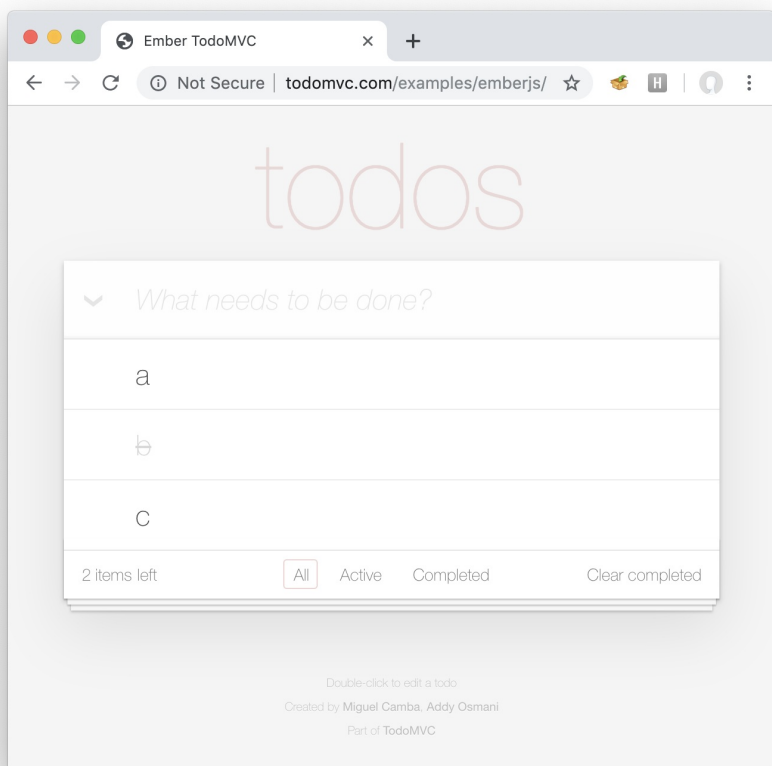 Ember TodoMVC
Not Secure | todomvc.com/examples/emberjs/
H
todos
What needs to be done?
a
b
c
2 items left All Active Completed Clear completed
Double-click to edit a todo
Created by Miguel Camba, Addy Osmani
Part of TodoMVC